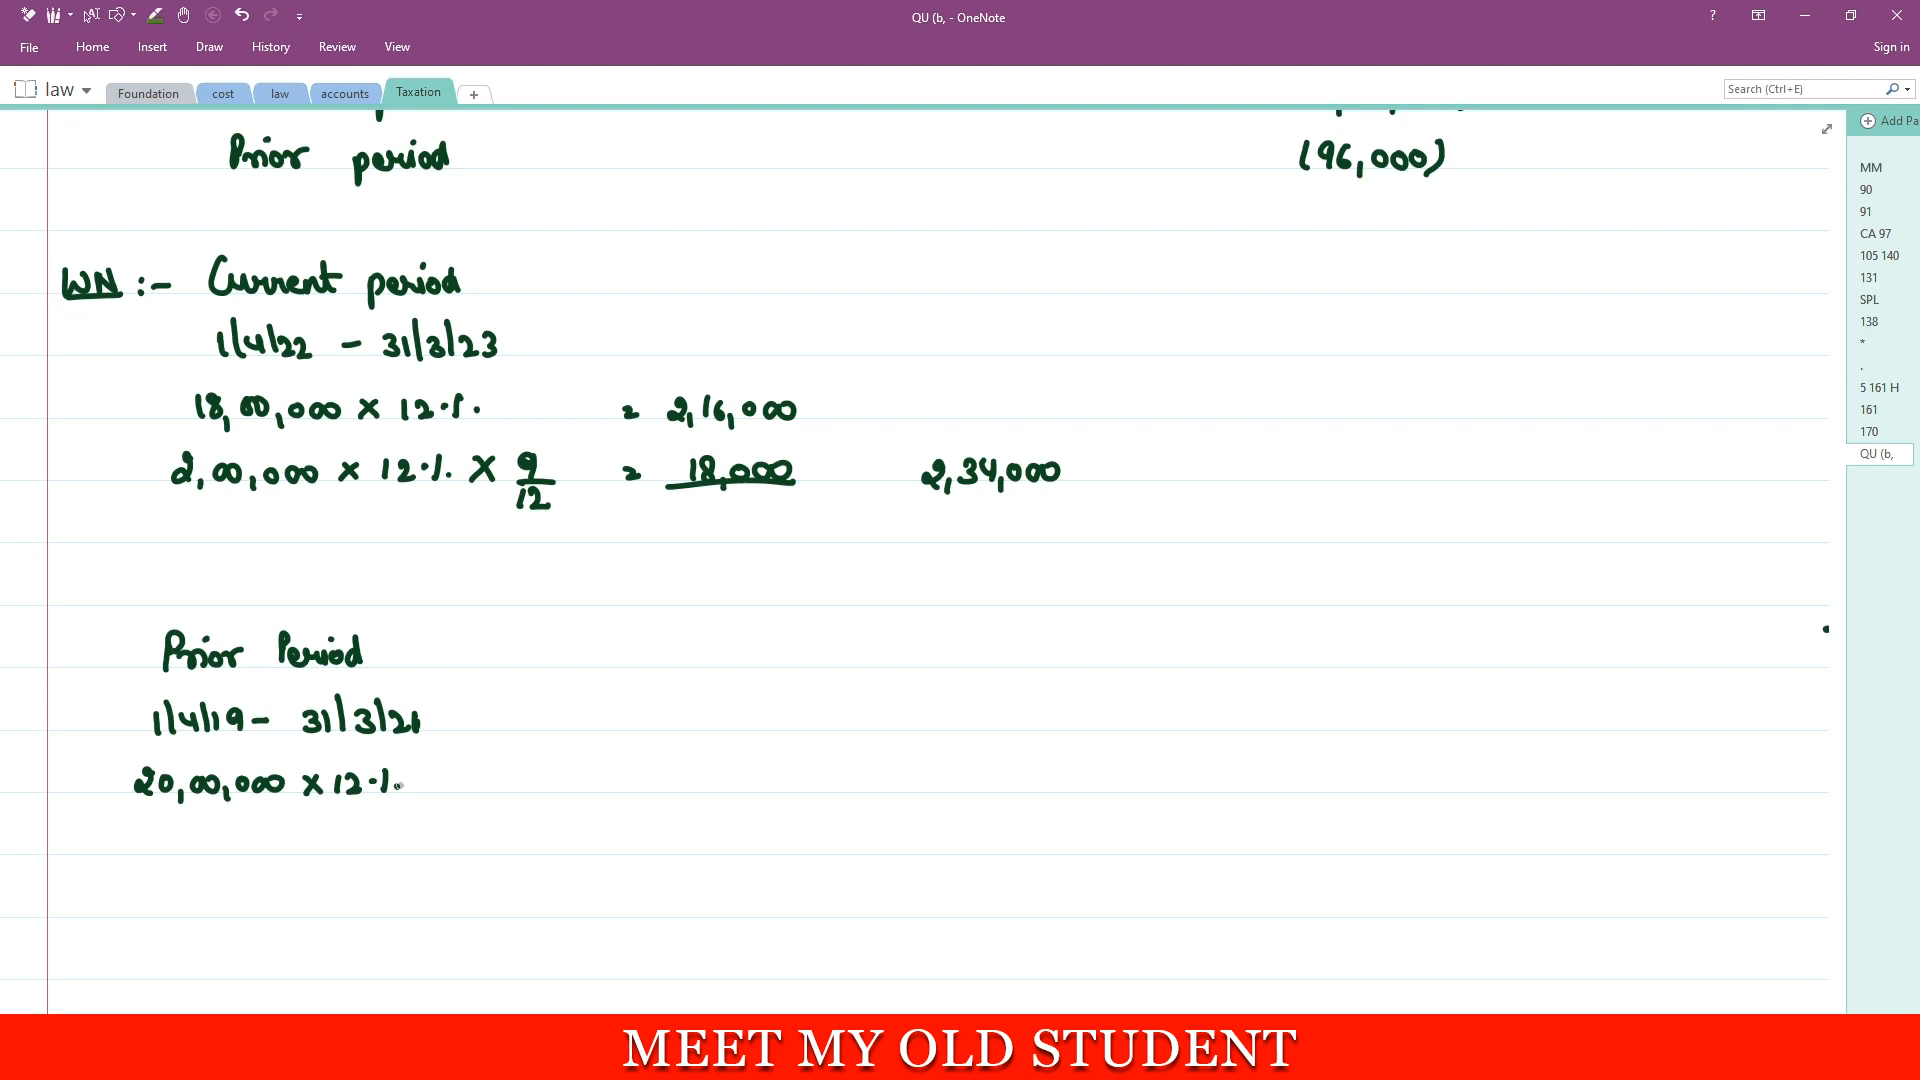 QU (b, - OneNote
?
File Home Insert Draw History Review View
Sign in
law Foundation cost law accounts Taxation +
Search (Ctrl+E)
Add Pa
Prior period (96,000)
MM
90
91
CA 97
105 140
131
SPL
138
*
.
5 161 H
161
170
QU (b,
WN :- Current period
1/4/22 - 31/3/23
18,00,000 × 12.%. = 2,16,000
2,00,000 × 12.%. × 9/12 = 18,000 2,34,000
Prior Period
1/4/19 - 31/3/21
20,00,000 × 12.%.
MEET MY OLD STUDENT